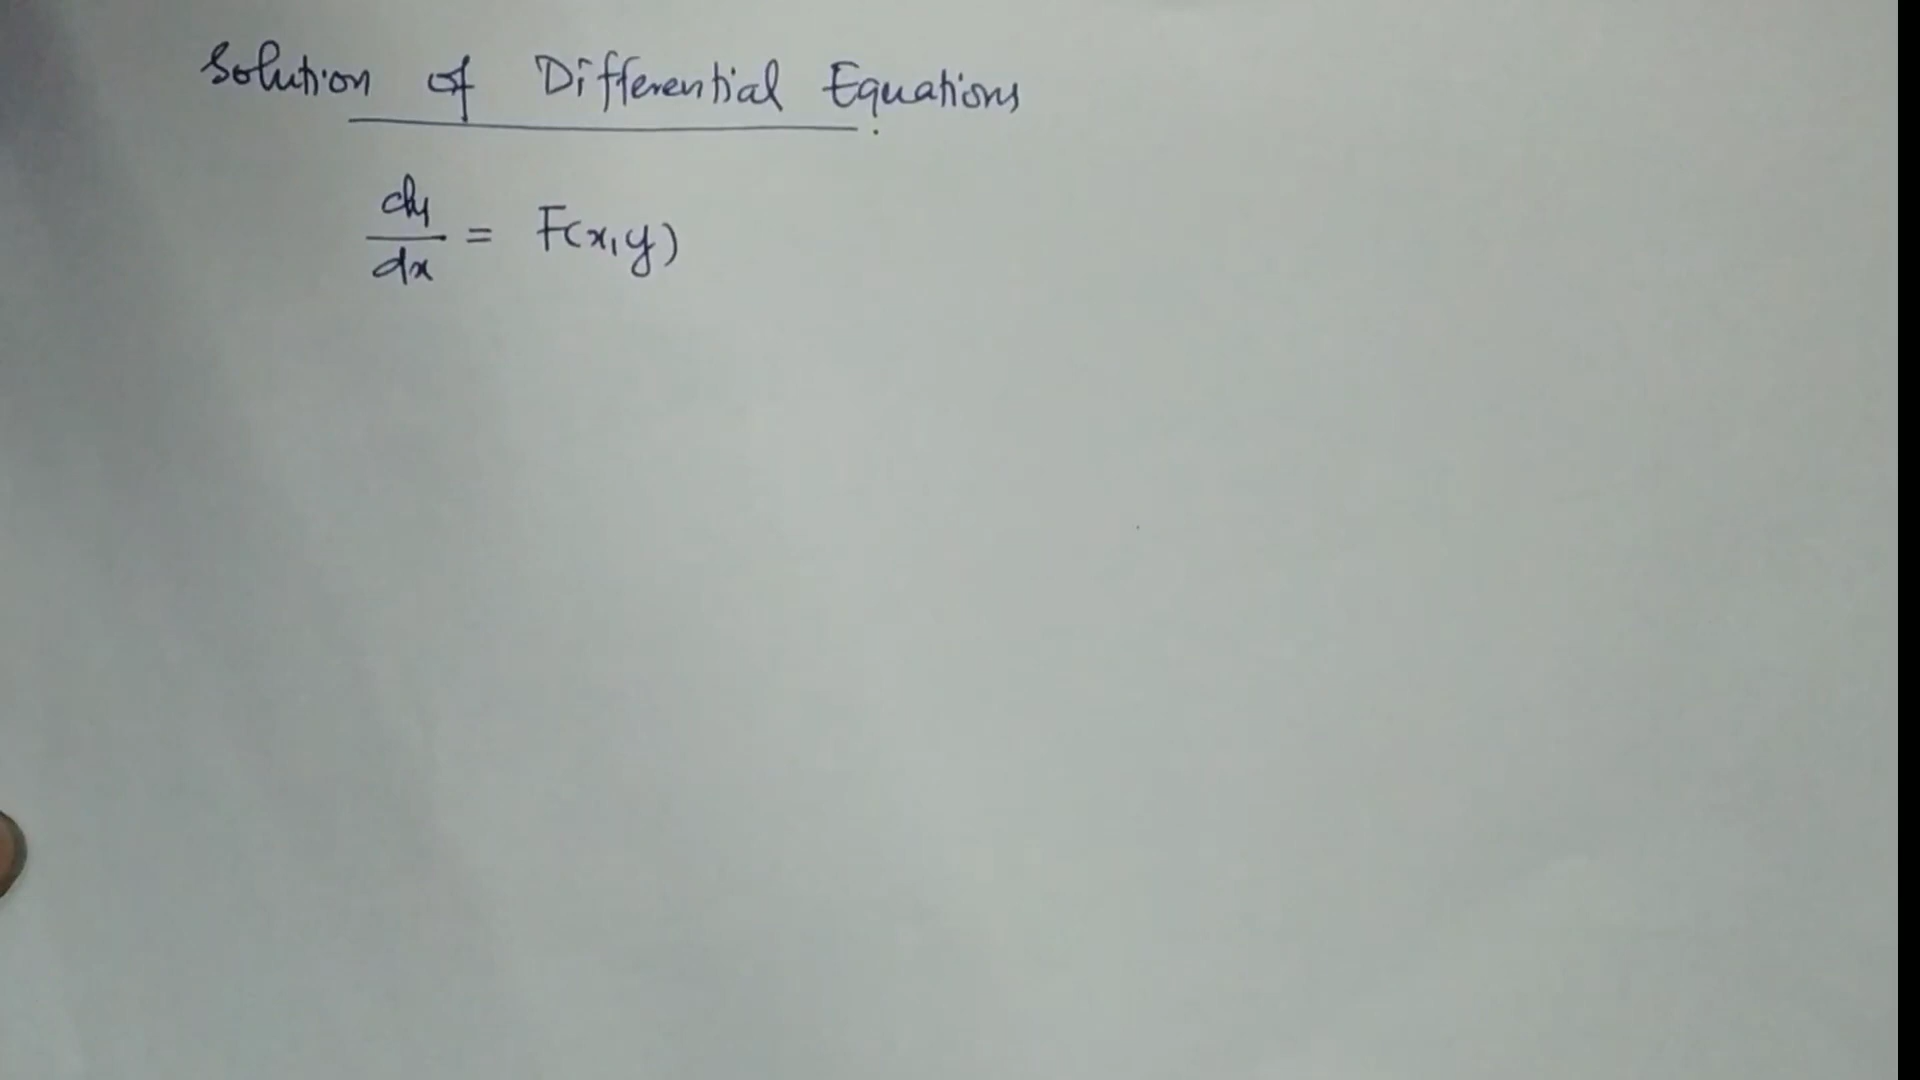 Solution of Differential Equations
dy/dx = F(x,y)